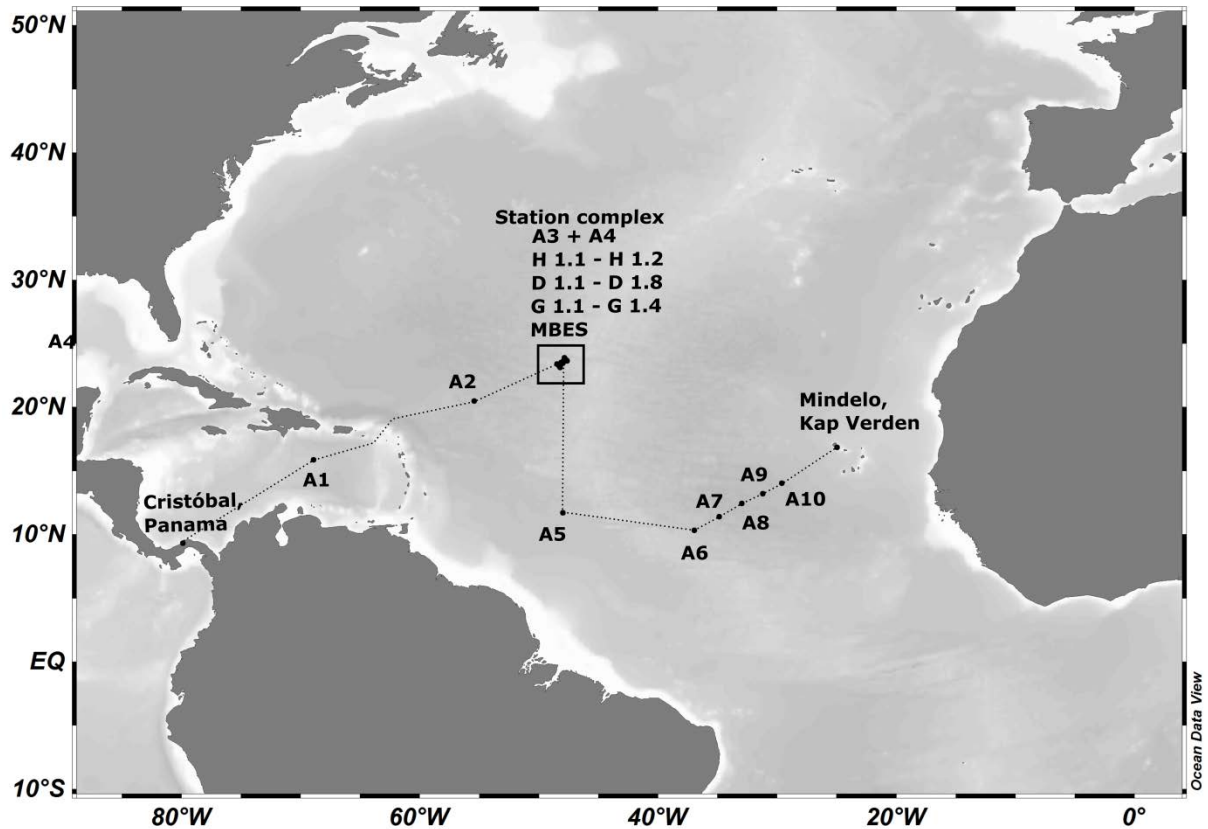 50°N
40°N
30°N
20°N
10°N
EQ
10°S
Station complex
A3 + A4
H 1.1 - H 1.2
D 1.1 - D 1.8
G 1.1 - G 1.4
MBES
A4
A2
A1
Cristóbal,
Panamá
Mindelo,
Kap Verden
A9
A7
A10
A8
A5
A6
80°W
60°W
40°W
20°W
0°
Ocean Data View